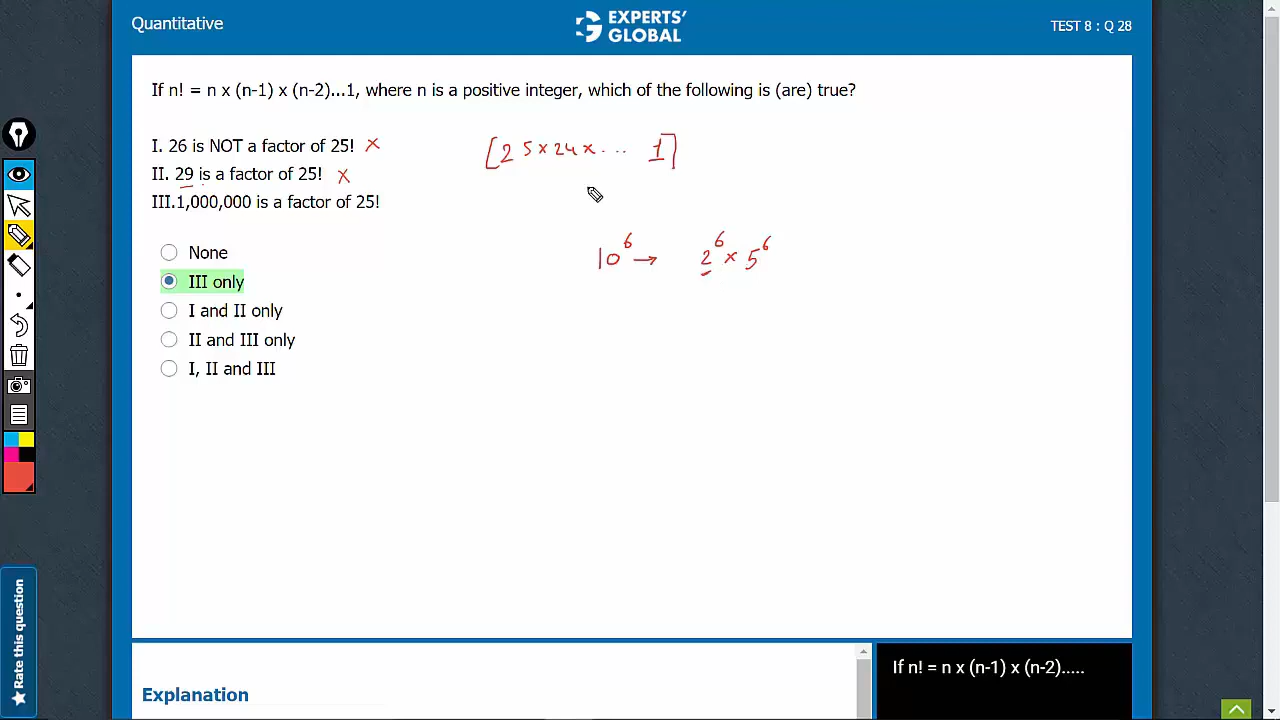 Quantitative
EXPERTS'
GLOBAL
TEST 8 : Q 28
If n! = n x (n-1) x (n-2)...1, where n is a positive integer, which of the following is (are) true?
I. 26 is NOT a factor of 25! ×
[25 × 24 × ... 1]
II. 29 is a factor of 25! ×
III.1,000,000 is a factor of 25!
10⁶ → 2⁶ × 5⁶
None
III only
I and II only
II and III only
I, II and III
★ Rate this question
Explanation
If n! = n x (n-1) x (n-2).....